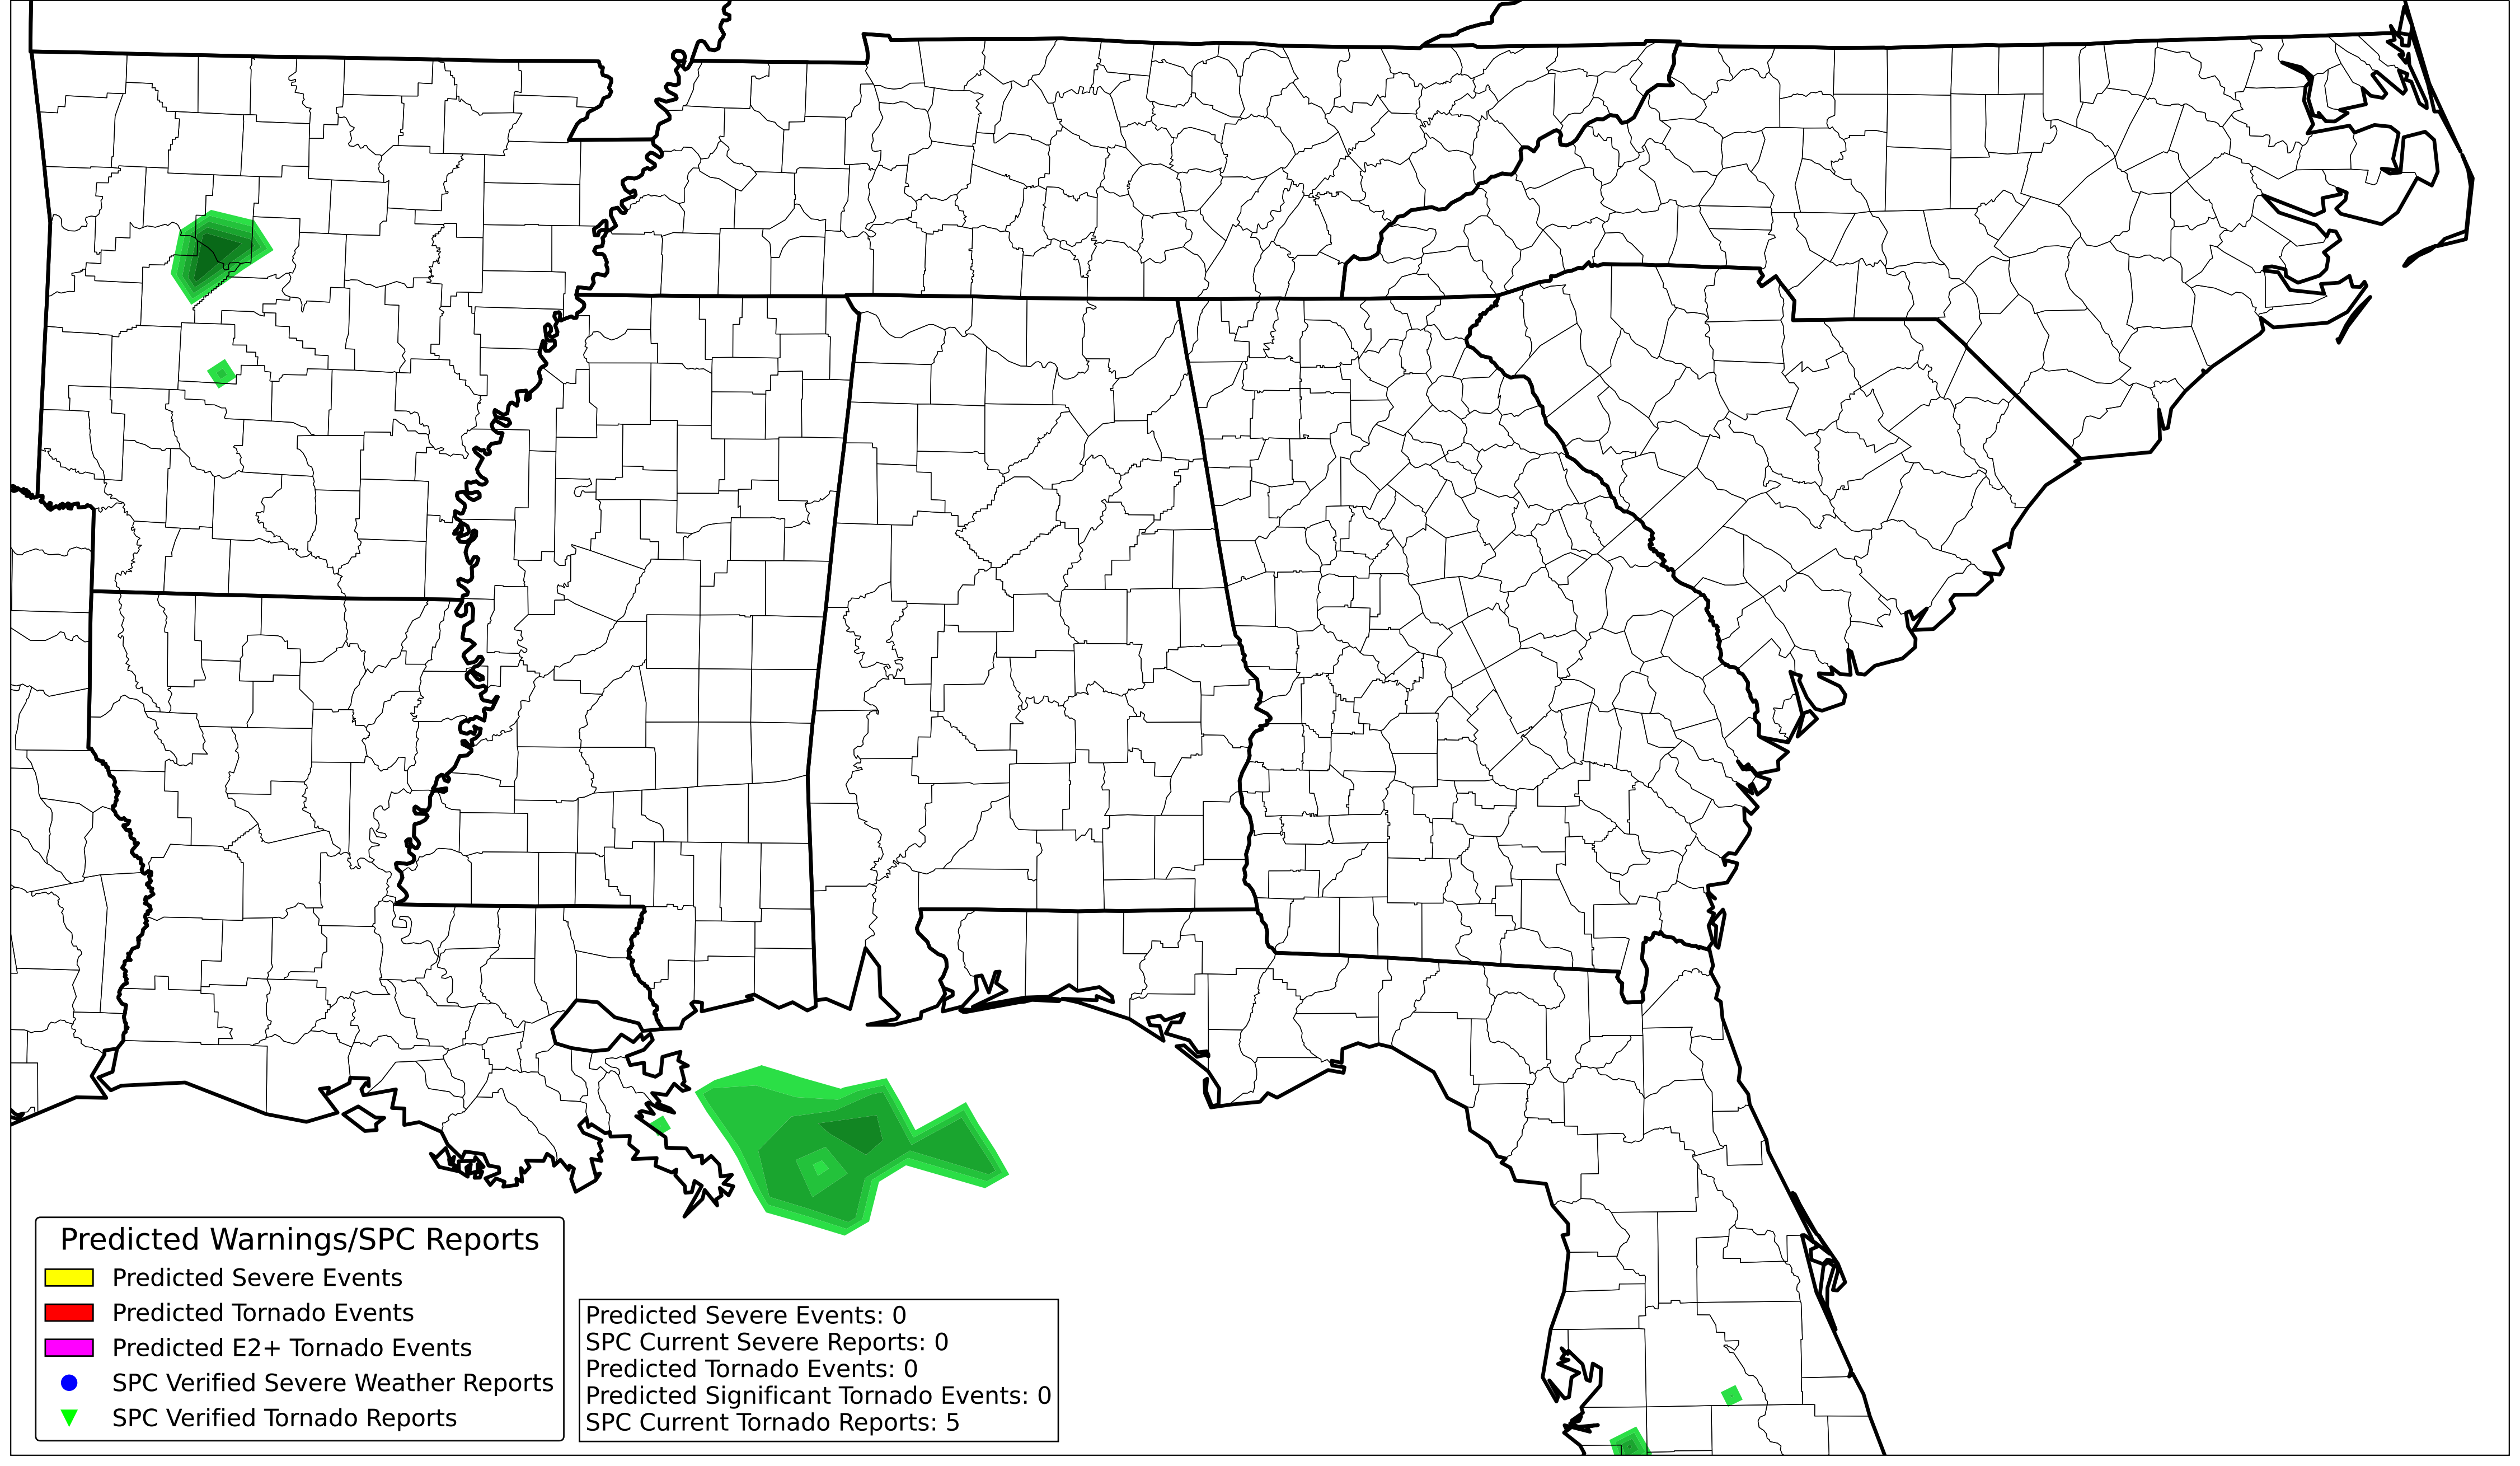 Predicted Warnings/SPC Reports
Predicted Severe Events
Predicted Tornado Events
Predicted E2+ Tornado Events
SPC Verified Severe Weather Reports
SPC Verified Tornado Reports
Predicted Severe Events: 0
SPC Current Severe Reports: 0
Predicted Tornado Events: 0
Predicted Significant Tornado Events: 0
SPC Current Tornado Reports: 5